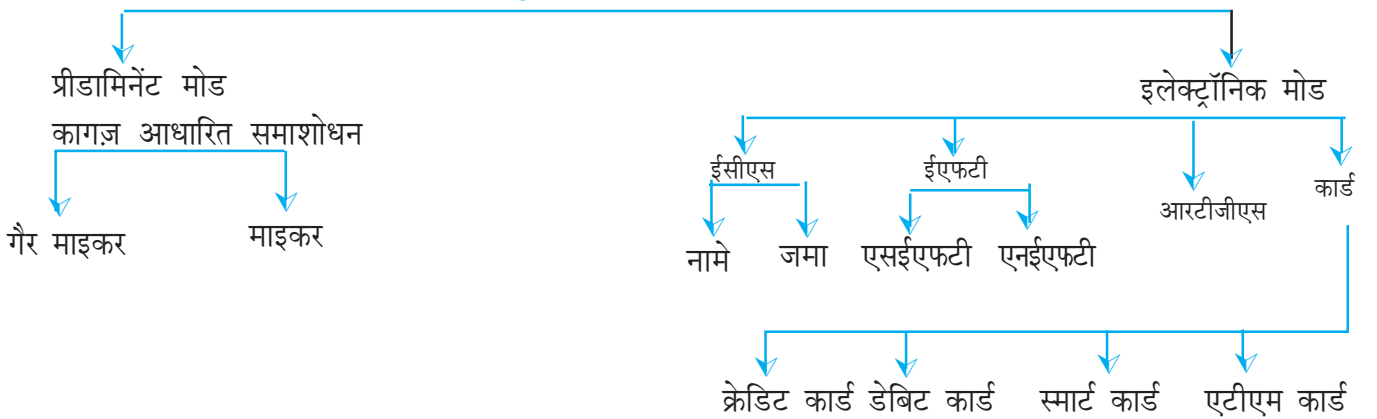 प्रीडामिनेंट मोड
कागज़ आधारित समाशोधन
गैर माइकर
माइकर
इलेक्ट्रॉनिक मोड
ईसीएस
ईएफटी
आरटीजीएस
कार्ड
नामे
जमा
एसईएफटी
एनईएफटी
क्रेडिट कार्ड
डेबिट कार्ड
स्मार्ट कार्ड
एटीएम कार्ड